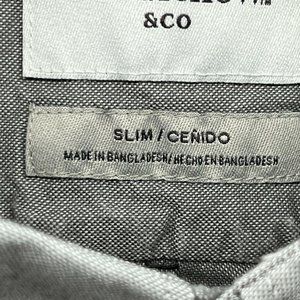 &CO
SLIM / CEÑIDO
MADE IN BANGLADESH/HECHO EN BANGLADESH